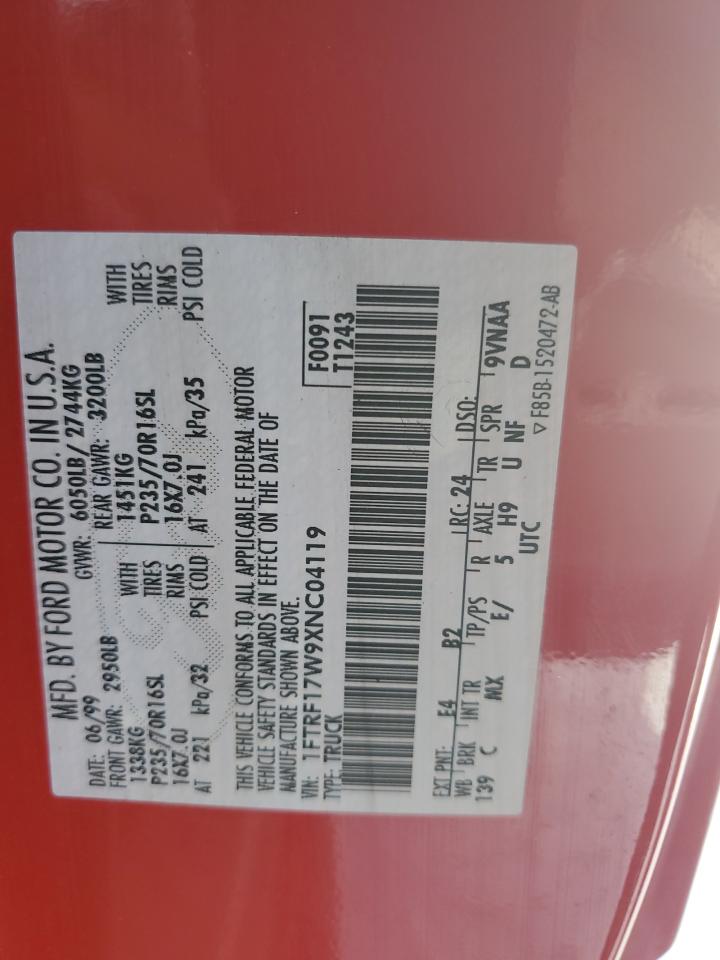 MFD. BY FORD MOTOR CO. IN U.S.A.
DATE: 06/99 GVWR: 6050LB/ 2744KG
FRONT GAWR: 2950LB REAR GAWR: 3200LB
1338KG WITH 1451KG WITH
P235/70R16SL TIRES P235/70R16SL TIRES
16X7.0J RIMS 16X7.0J RIMS
AT 221 kPa/32 PSI COLD AT 241 kPa/35 PSI COLD
THIS VEHICLE CONFORMS TO ALL APPLICABLE FEDERAL MOTOR
VEHICLE SAFETY STANDARDS IN EFFECT ON THE DATE OF
MANUFACTURE SHOWN ABOVE.
VIN: 1FTRF17W9XNC04119 F0091
TYPE: TRUCK T1243
EXT PNT: E4 B2 RC: 24 DSO:
WB BRK INT TR TP/PS R AXLE TR SPR 9VNAA
139 C MX E/ 5 H9 U NF D
UTC
▽ F85B-1520472-AB